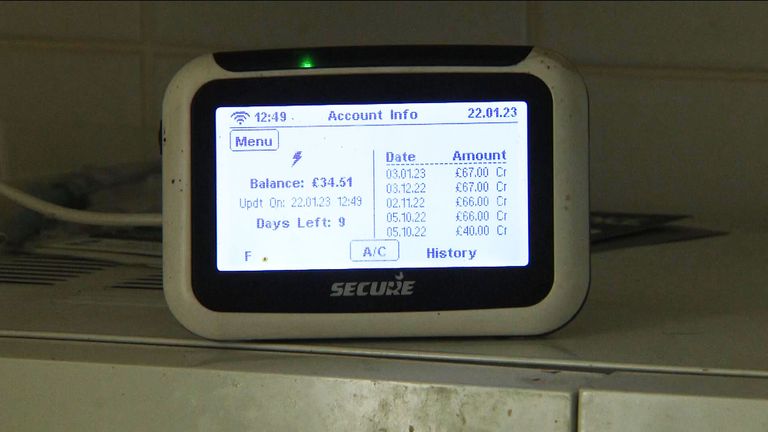 12:49 Account Info 22.01.23
Menu
Balance: £34.51
Updt On: 22.01.23 12:49
Days Left: 9
Date Amount
03.01.23 £67.00 Cr
03.12.22 £67.00 Cr
02.11.22 £66.00 Cr
05.10.22 £66.00 Cr
05.10.22 £40.00 Cr
F A/C History
SECURE